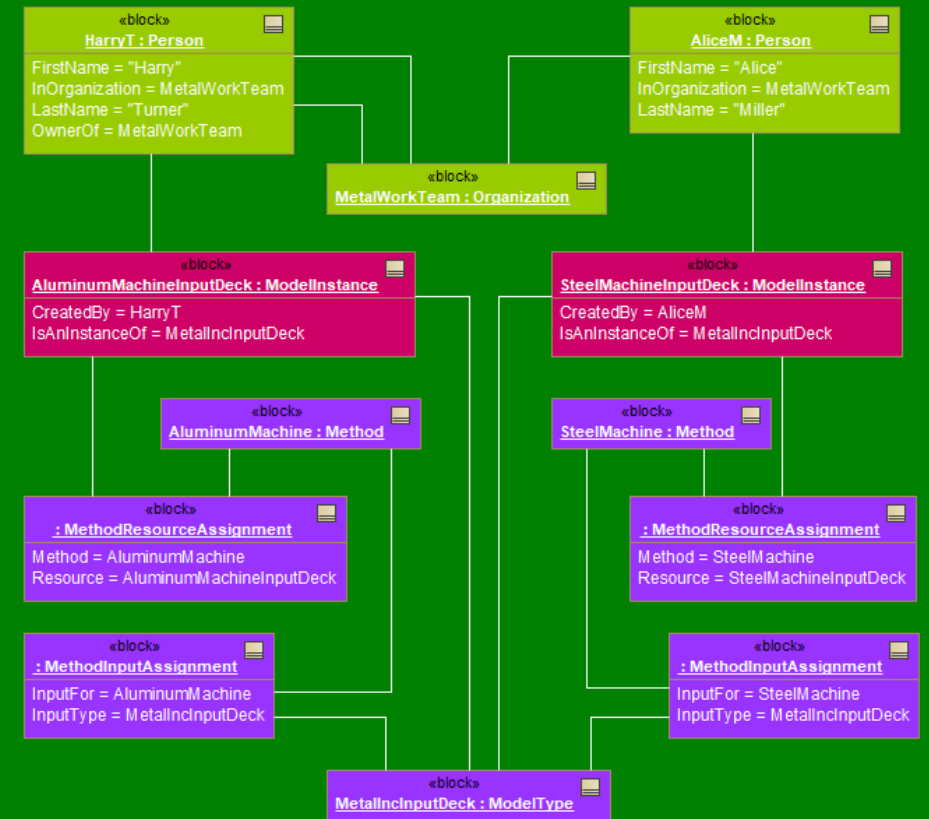 «block»
HarryT : Person
FirstName = "Harry"
InOrganization = MetalWorkTeam
LastName = "Turner"
OwnerOf = MetalWorkTeam
«block»
AliceM : Person
FirstName = "Alice"
InOrganization = MetalWorkTeam
LastName = "Miller"
«block»
MetalWorkTeam : Organization
«block»
AluminumMachineInputDeck : ModelInstance
CreatedBy = HarryT
IsAnInstanceOf = MetalIncInputDeck
«block»
SteelMachineInputDeck : ModelInstance
CreatedBy = AliceM
IsAnInstanceOf = MetalIncInputDeck
«block»
AluminumMachine : Method
«block»
SteelMachine : Method
«block»
: MethodResourceAssignment
Method = AluminumMachine
Resource = AluminumMachineInputDeck
«block»
: MethodResourceAssignment
Method = SteelMachine
Resource = SteelMachineInputDeck
«block»
: MethodInputAssignment
InputFor = AluminumMachine
InputType = MetalIncInputDeck
«block»
: MethodInputAssignment
InputFor = SteelMachine
InputType = MetalIncInputDeck
«block»
MetalIncInputDeck : ModelType